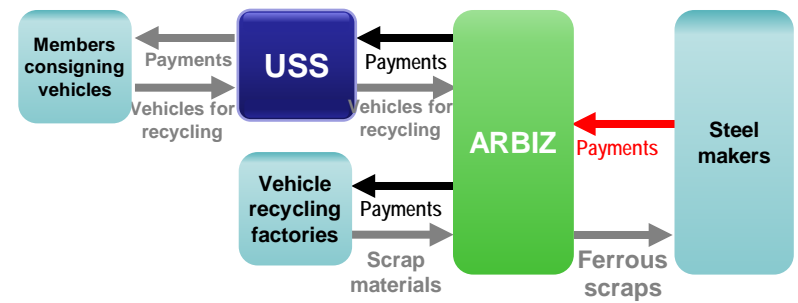 Members
consigning
vehicles
Payments
Vehicles for
recycling
USS
Payments
Vehicles for
recycling
ARBIZ
Payments
Steel
makers
Vehicle
recycling
factories
Payments
Scrap
materials
Ferrous
scraps